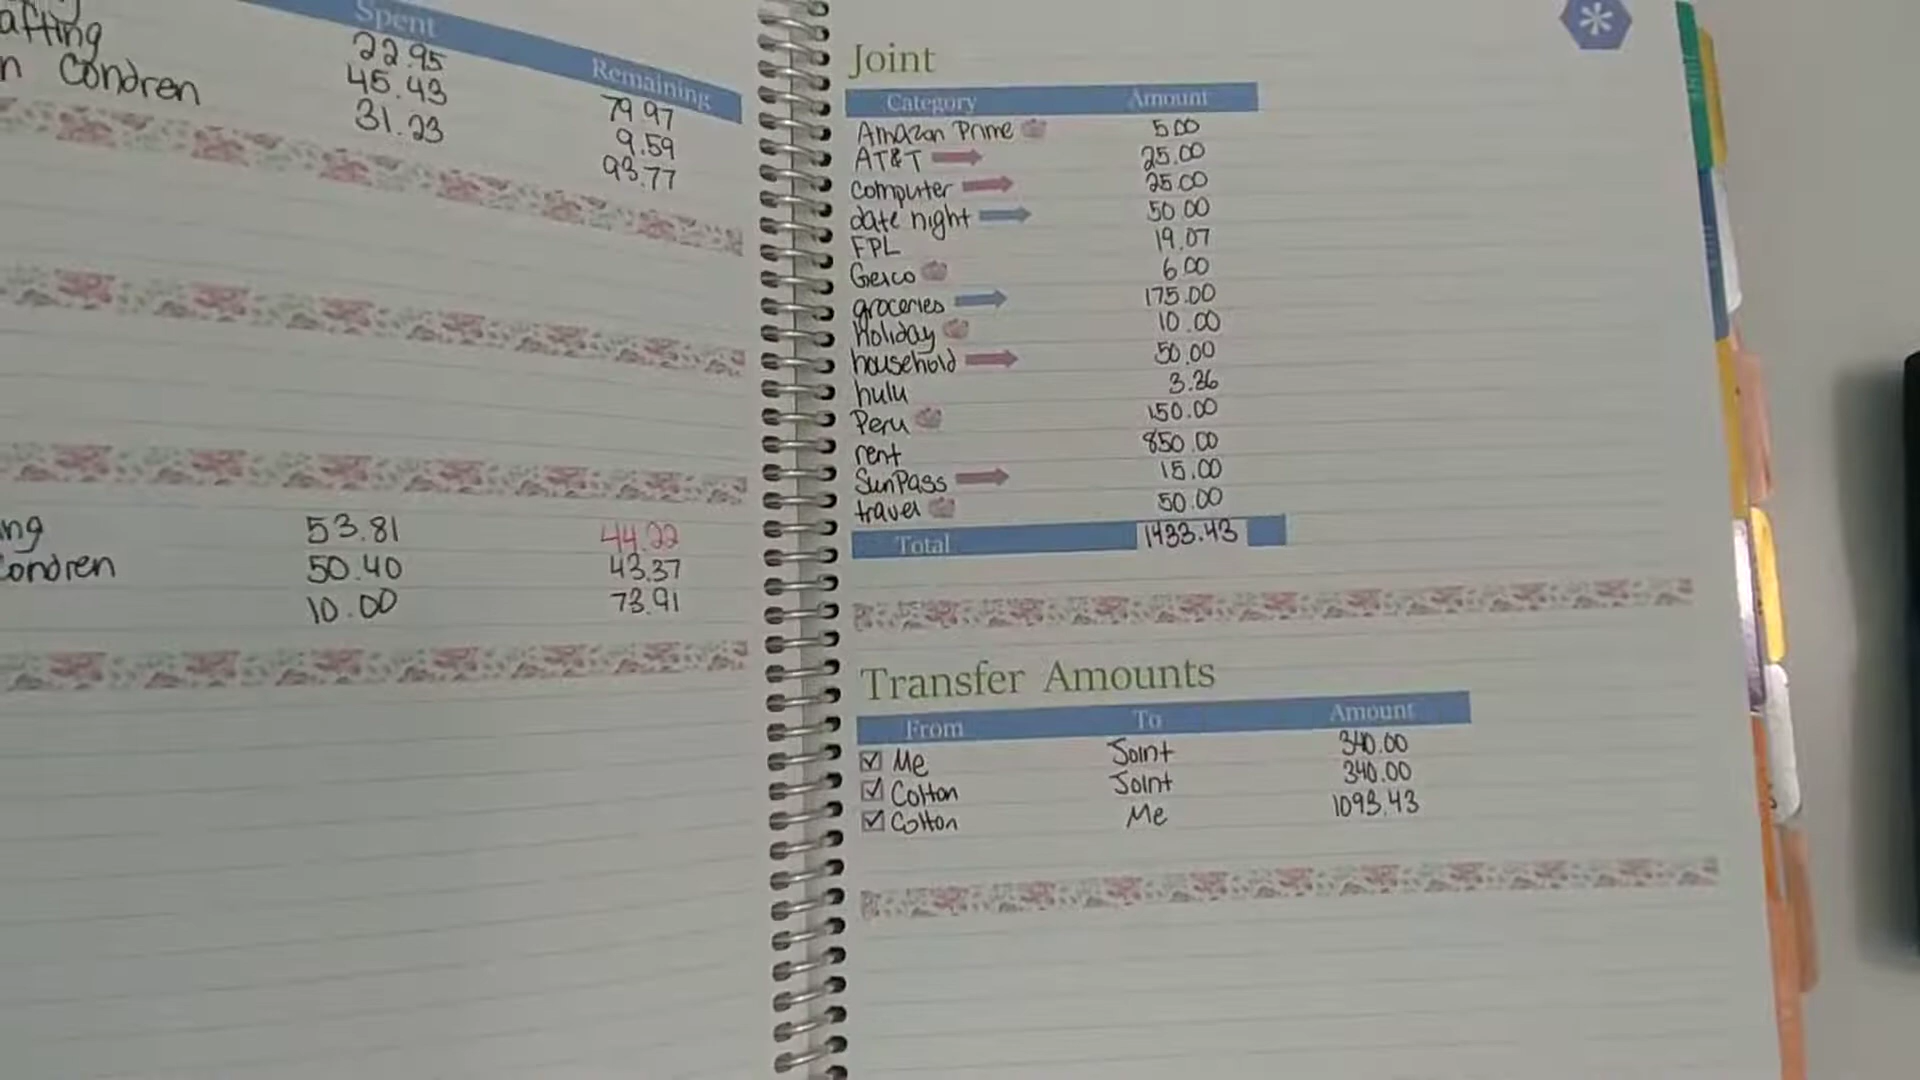 Spent Remaining
afting 22.95 79.97
n Condren 45.43 9.59
31.23 93.77
ng 53.81 44.22
Condren 50.40 43.37
10.00 73.91
Joint
Category Amount
Amazon Prime 5.00
AT&T 25.00
computer 25.00
date night 50.00
FPL 19.07
Geico 6.00
groceries 175.00
holiday 10.00
household 50.00
hulu 3.36
Peru 150.00
rent 850.00
SunPass 15.00
travel 50.00
Total 1433.43
Transfer Amounts
From To Amount
Me Joint 340.00
Colton Joint 340.00
Colton Me 1093.43